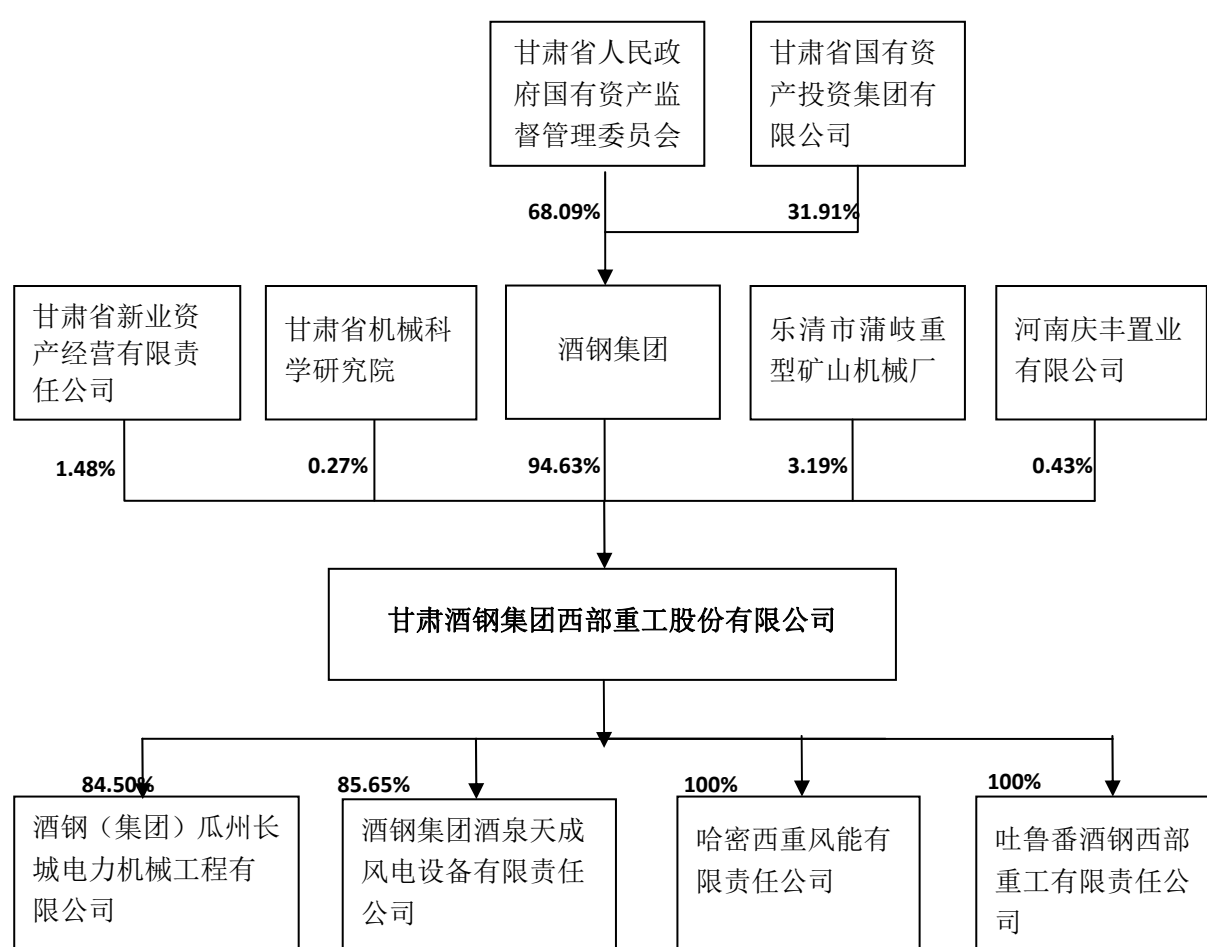 甘肃省人民政
府国有资产监
督管理委员会
甘肃省国有资
产投资集团有
限公司
68.09%
31.91%
甘肃省新业资
产经营有限责
任公司
甘肃省机械科
学研究院
酒钢集团
乐清市蒲岐重
型矿山机械厂
河南庆丰置业
有限公司
1.48%
0.27%
94.63%
3.19%
0.43%
甘肃酒钢集团西部重工股份有限公司
84.50%
85.65%
100%
100%
酒钢（集团）瓜州长
城电力机械工程有
限公司
酒钢集团酒泉天成
风电设备有限责任
公司
哈密西重风能有
限责任公司
吐鲁番酒钢西部
重工有限责任公
司